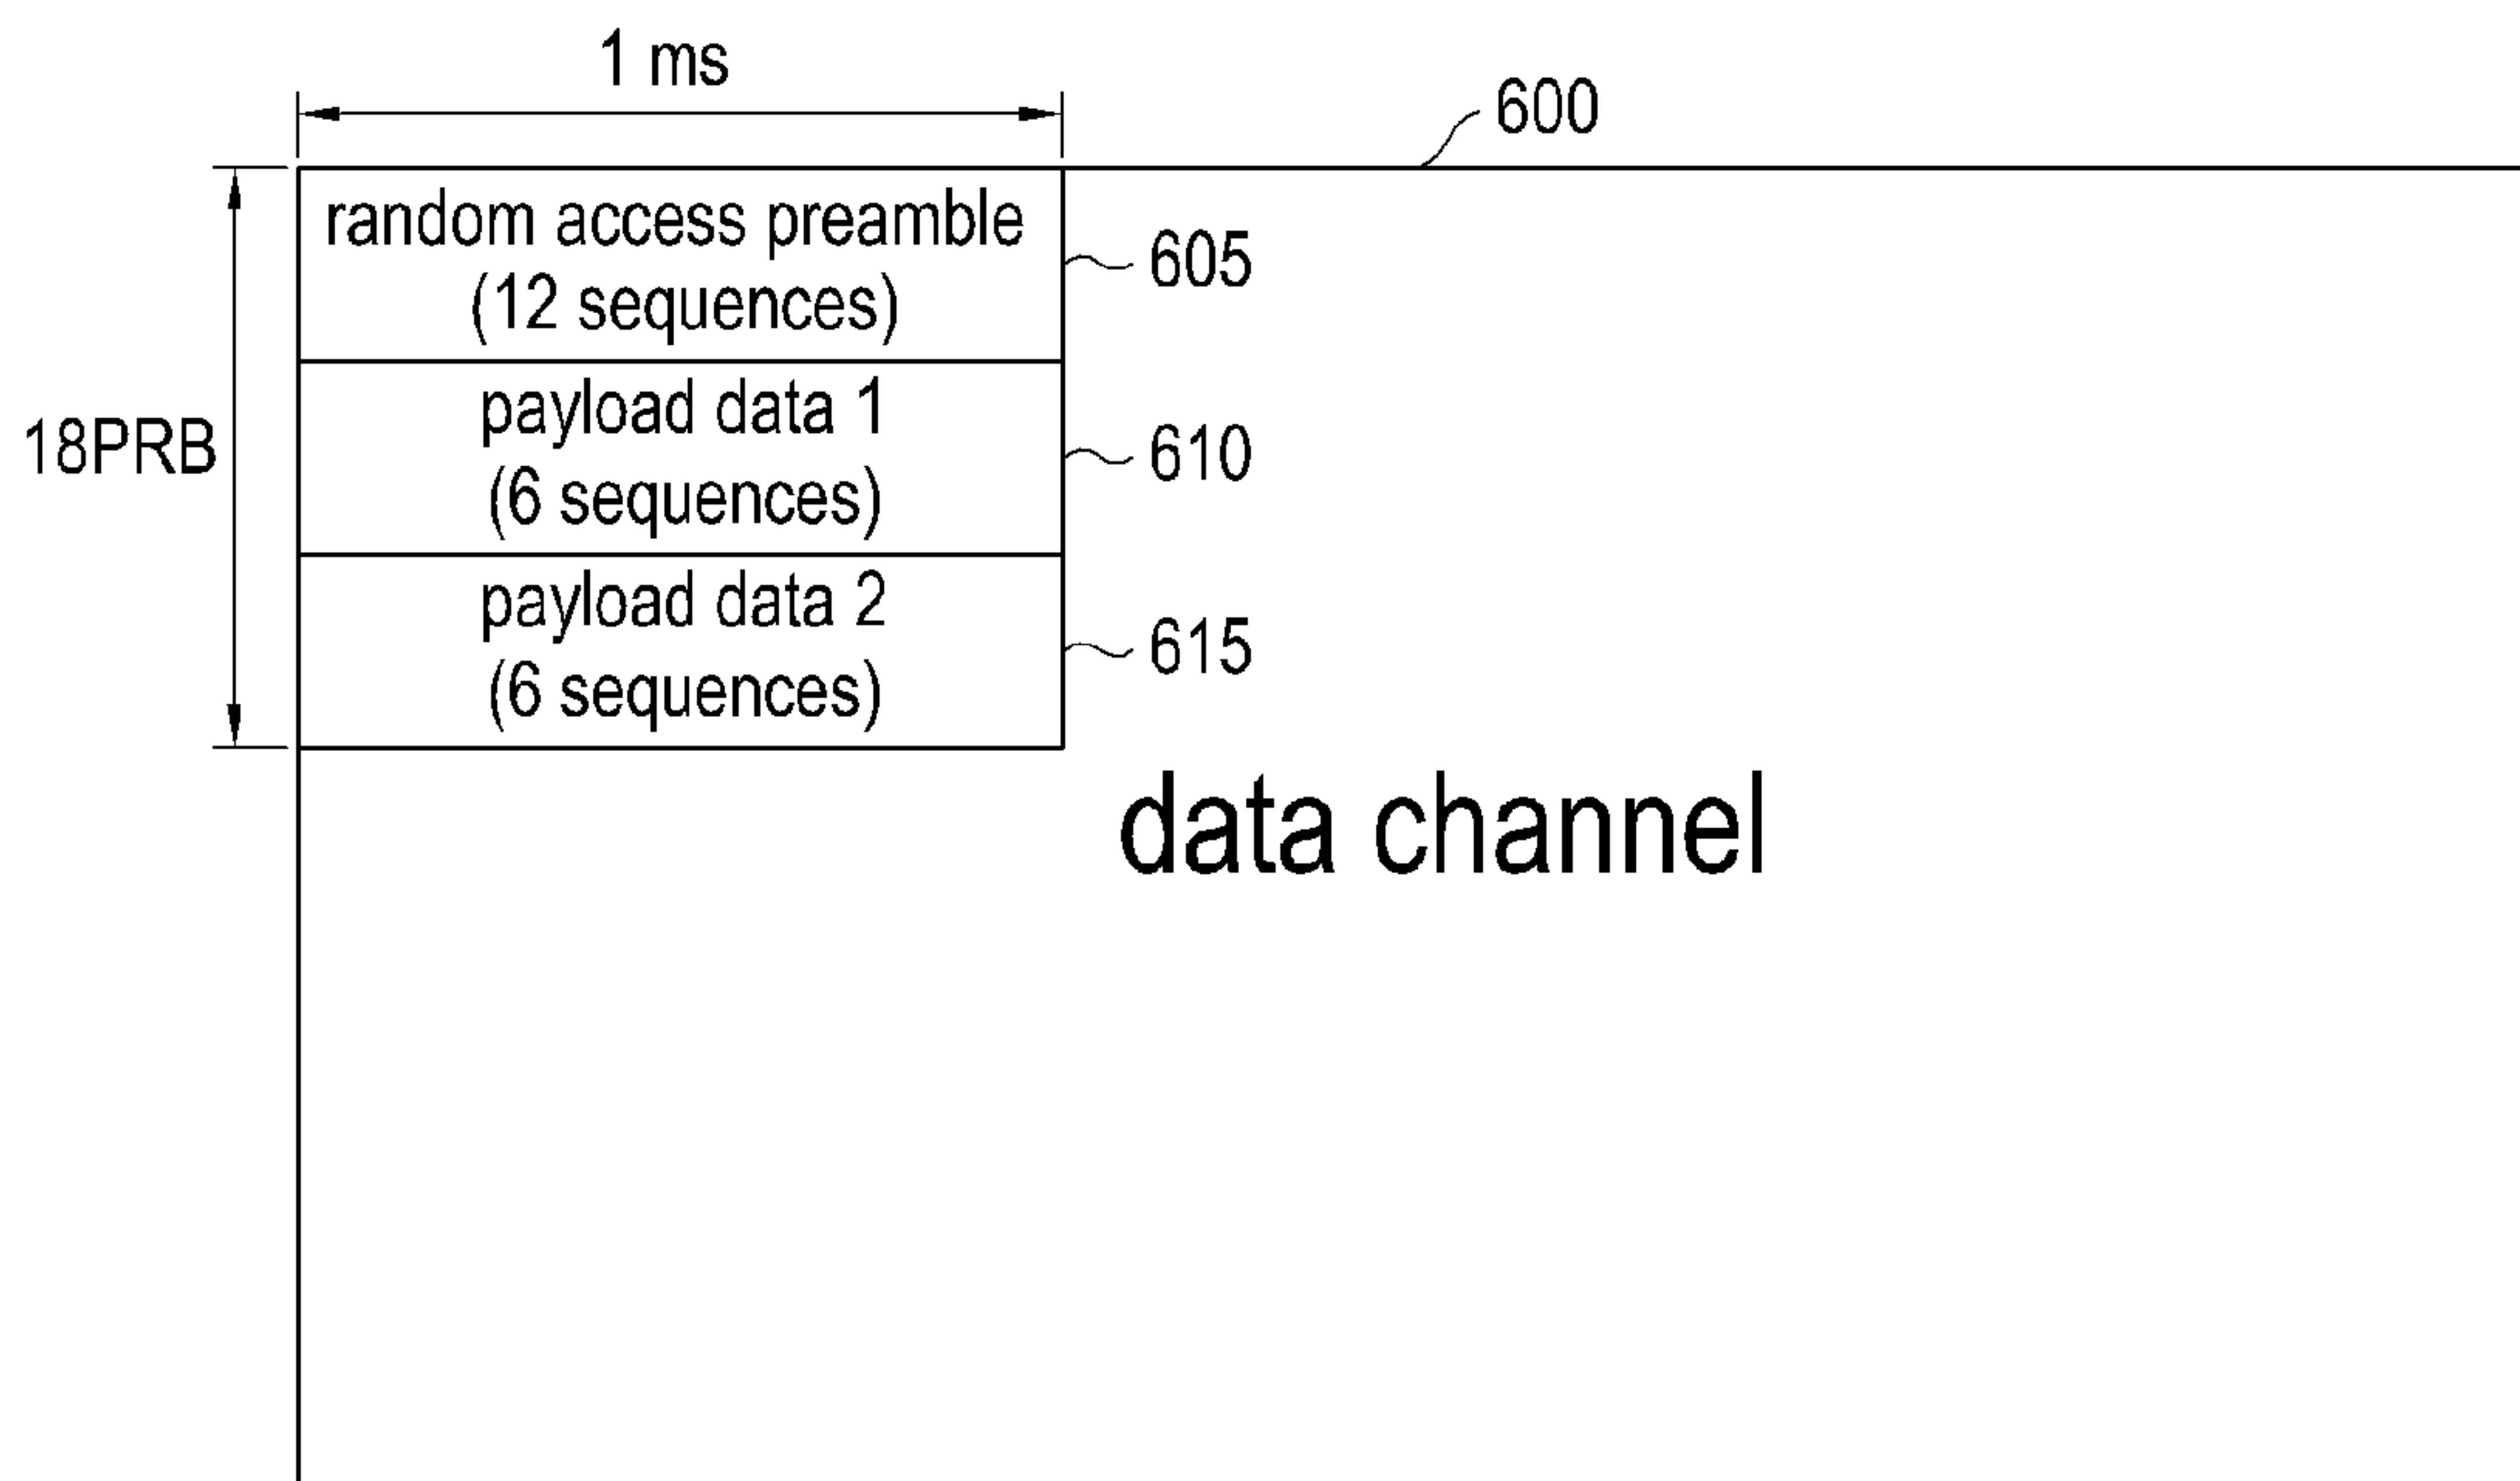 1 ms
600
random access preamble
(12 sequences)
605
payload data 1
(6 sequences)
610
18PRB
payload data 2
(6 sequences)
615
data channel